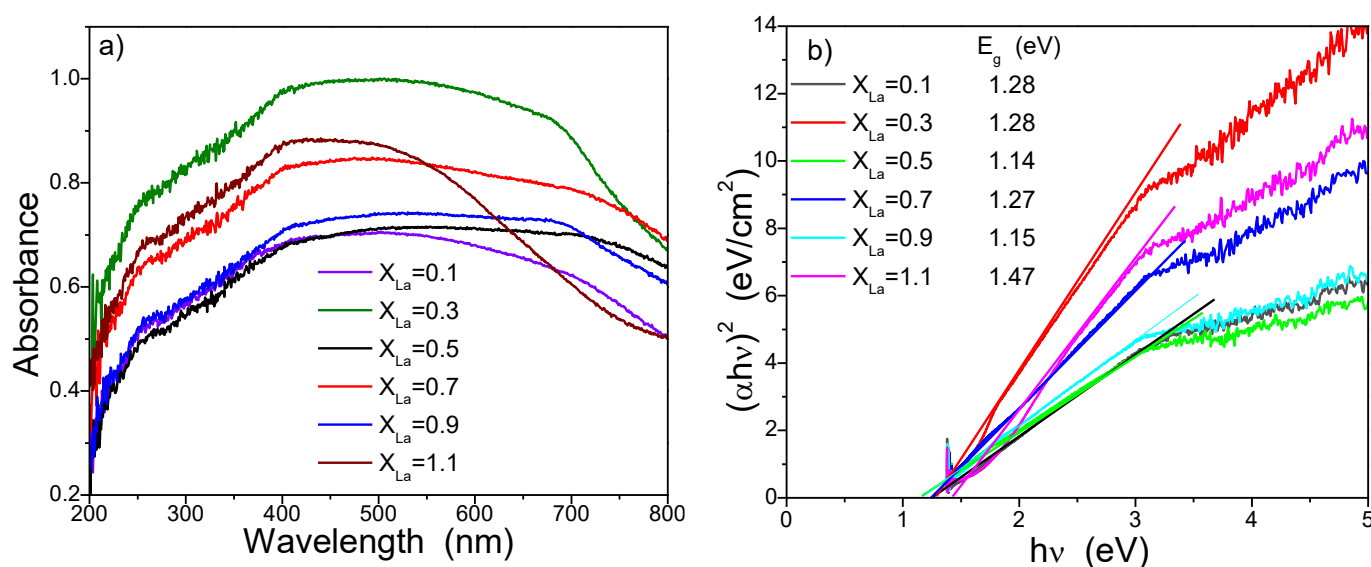 a)
1.0
0.8
0.6
0.4
0.2
Absorbance
X_La=0.1
X_La=0.3
X_La=0.5
X_La=0.7
X_La=0.9
X_La=1.1
200 300 400 500 600 700 800
Wavelength (nm)
b)
14
12
10
8
6
4
2
0
(αhν)² (eV/cm²)
E_g (eV)
X_La=0.1 1.28
X_La=0.3 1.28
X_La=0.5 1.14
X_La=0.7 1.27
X_La=0.9 1.15
X_La=1.1 1.47
0 1 2 3 4 5
hν (eV)